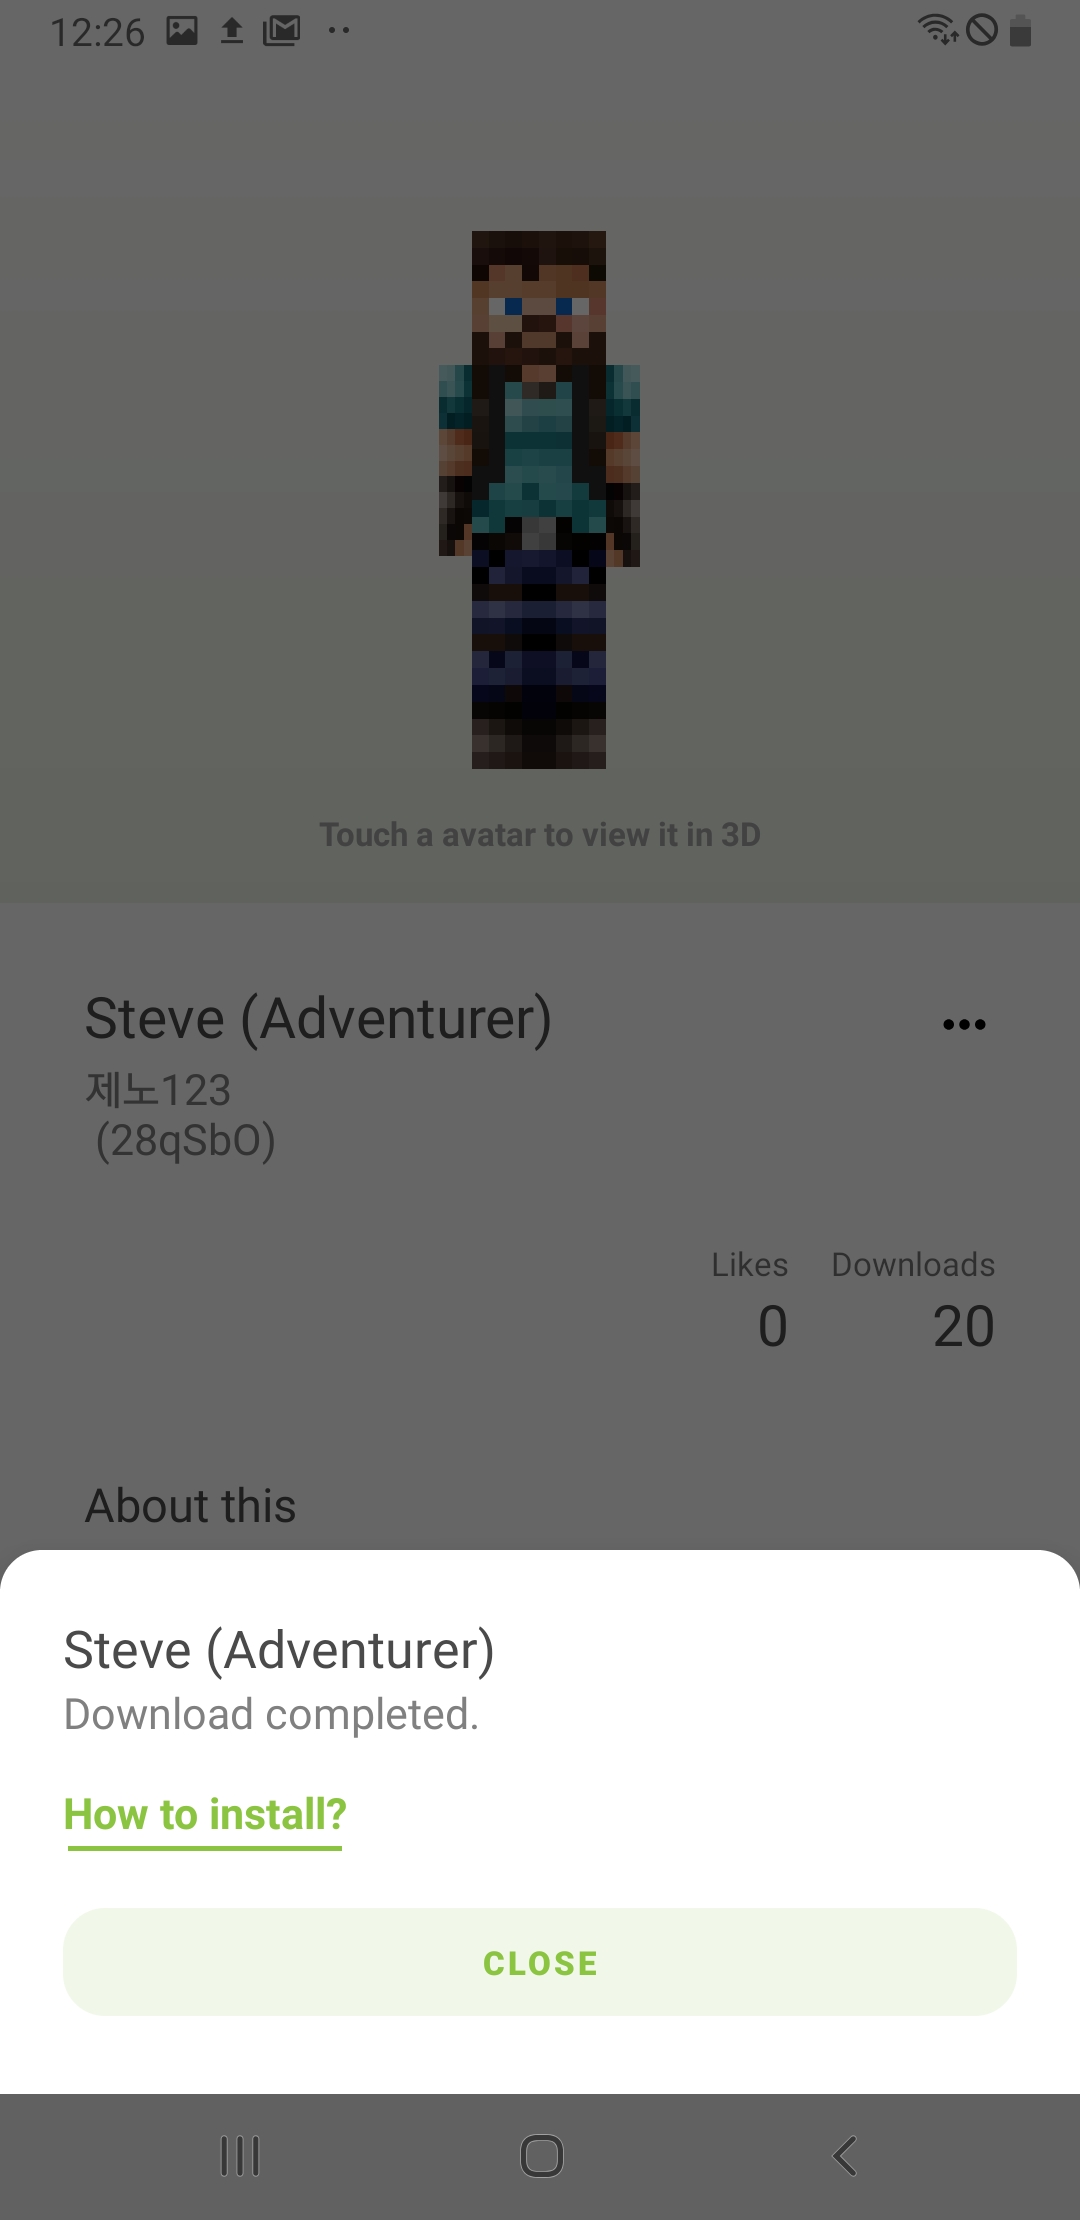 12:26
Touch a avatar to view it in 3D
Steve (Adventurer)
제노123
(28qSbO)
Likes Downloads
0 20
About this
Steve (Adventurer)
Download completed.
How to install?
CLOSE